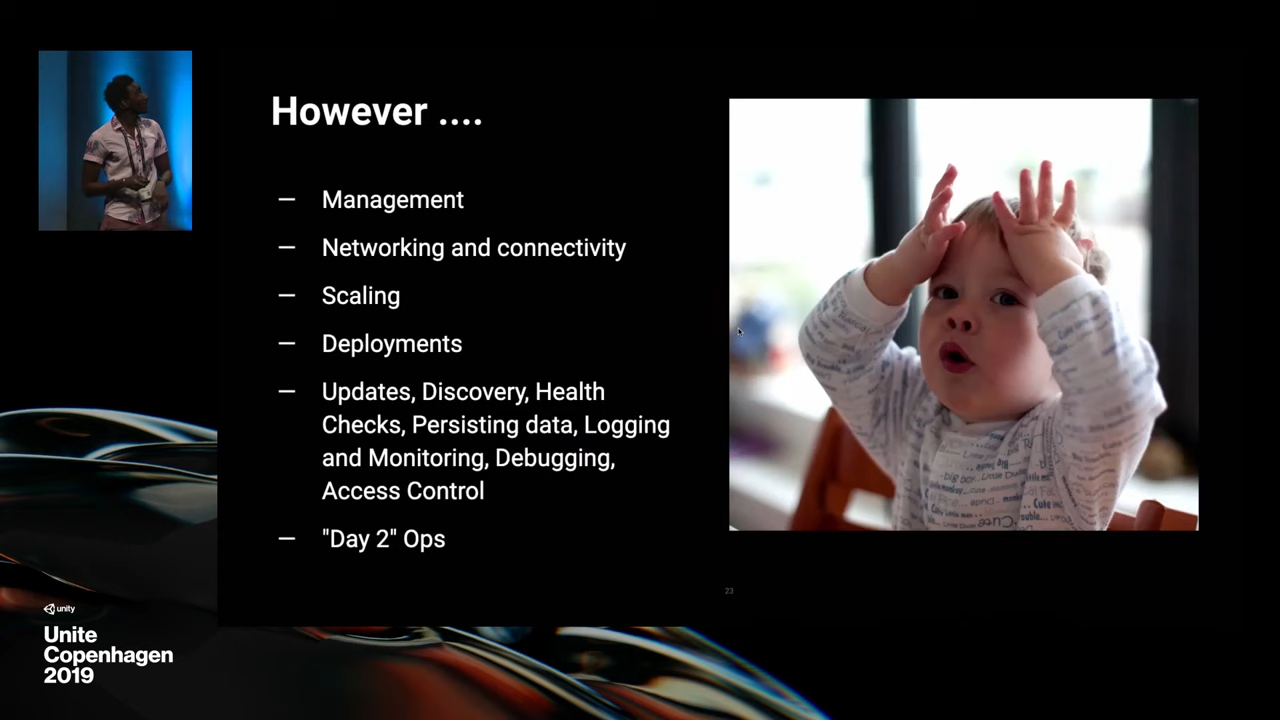 However ....
— Management
— Networking and connectivity
— Scaling
— Deployments
— Updates, Discovery, Health
Checks, Persisting data, Logging
and Monitoring, Debugging,
Access Control
— "Day 2" Ops
23
unity
Unite
Copenhagen
2019